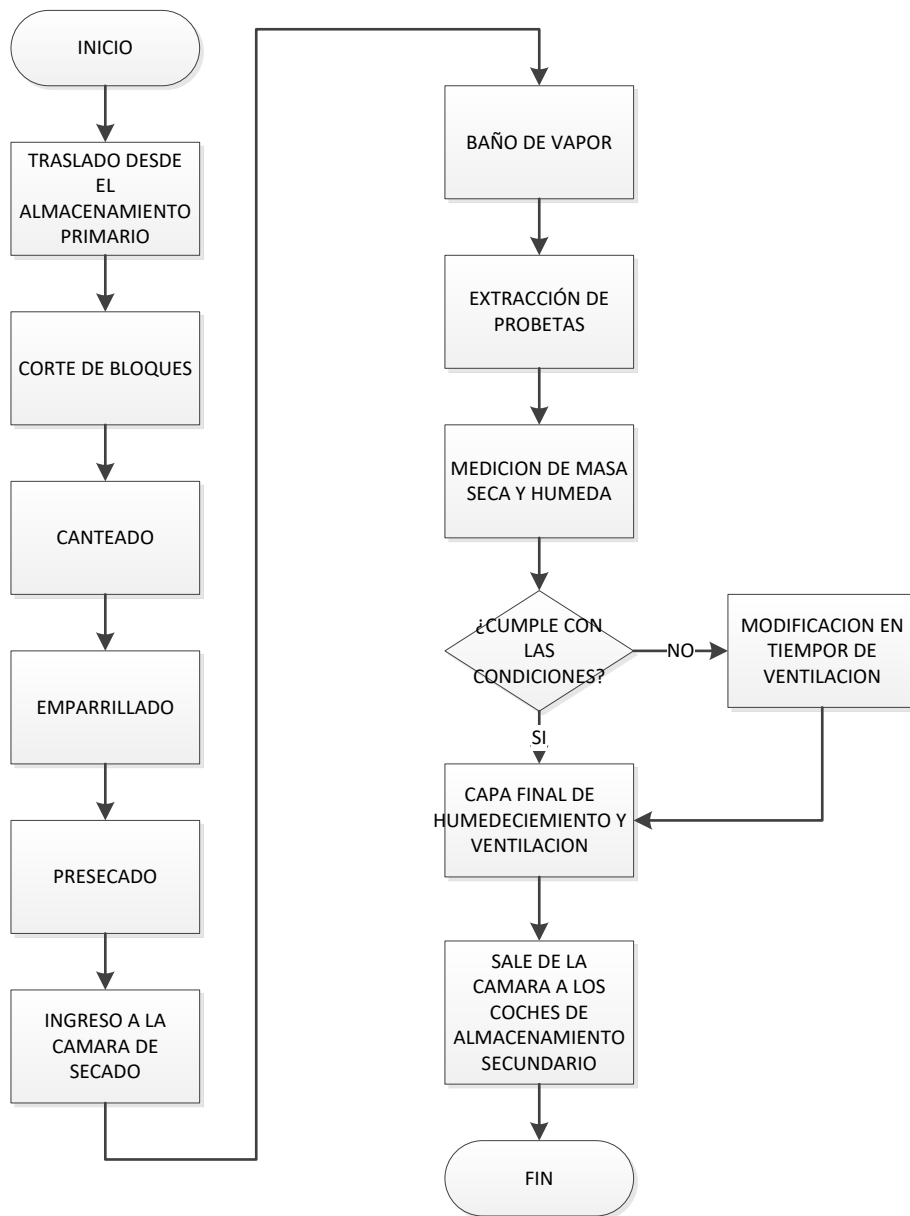 INICIO
TRASLADO DESDE
EL
ALMACENAMIENTO
PRIMARIO
CORTE DE BLOQUES
CANTEADO
EMPARRILLADO
PRESECADO
INGRESO A LA
CAMARA DE
SECADO
BAÑO DE VAPOR
EXTRACCIÓN DE
PROBETAS
MEDICION DE MASA
SECA Y HUMEDA
¿CUMPLE CON
LAS
CONDICIONES?
NO
MODIFICACION EN
TIEMPOR DE
VENTILACION
SI
CAPA FINAL DE
HUMEDECIEMIENTO Y
VENTILACION
SALE DE LA
CAMARA A LOS
COCHES DE
ALMACENAMIENTO
SECUNDARIO
FIN